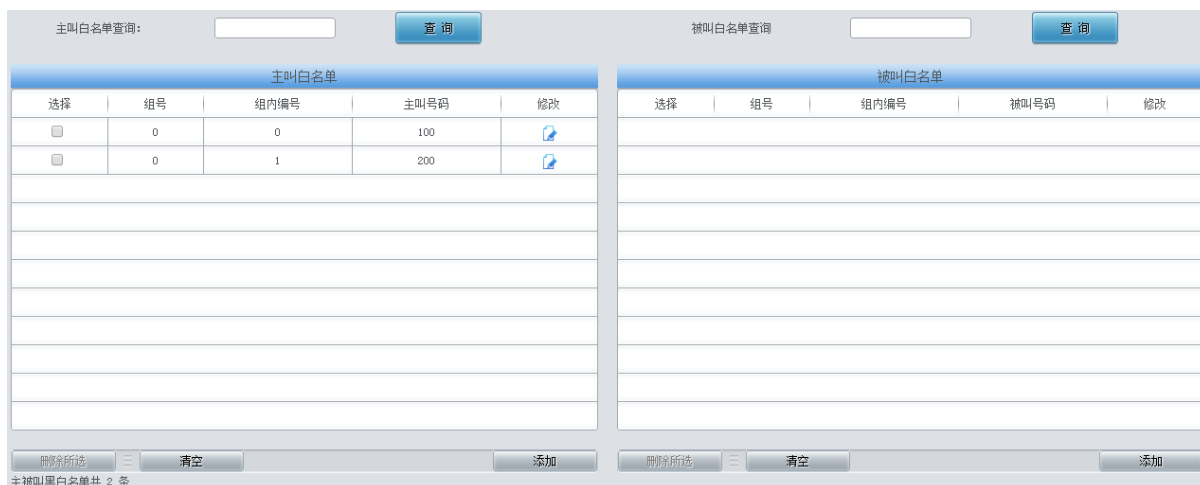 主叫白名单查询: 查 询 被叫白名单查询 查 询
主叫白名单 被叫白名单
选择 组号 组内编号 主叫号码 修改 选择 组号 组内编号 被叫号码 修改
0 0 100
0 1 200
删除所选 清空 添加 删除所选 清空 添加
主被叫黑白名单共 2 条